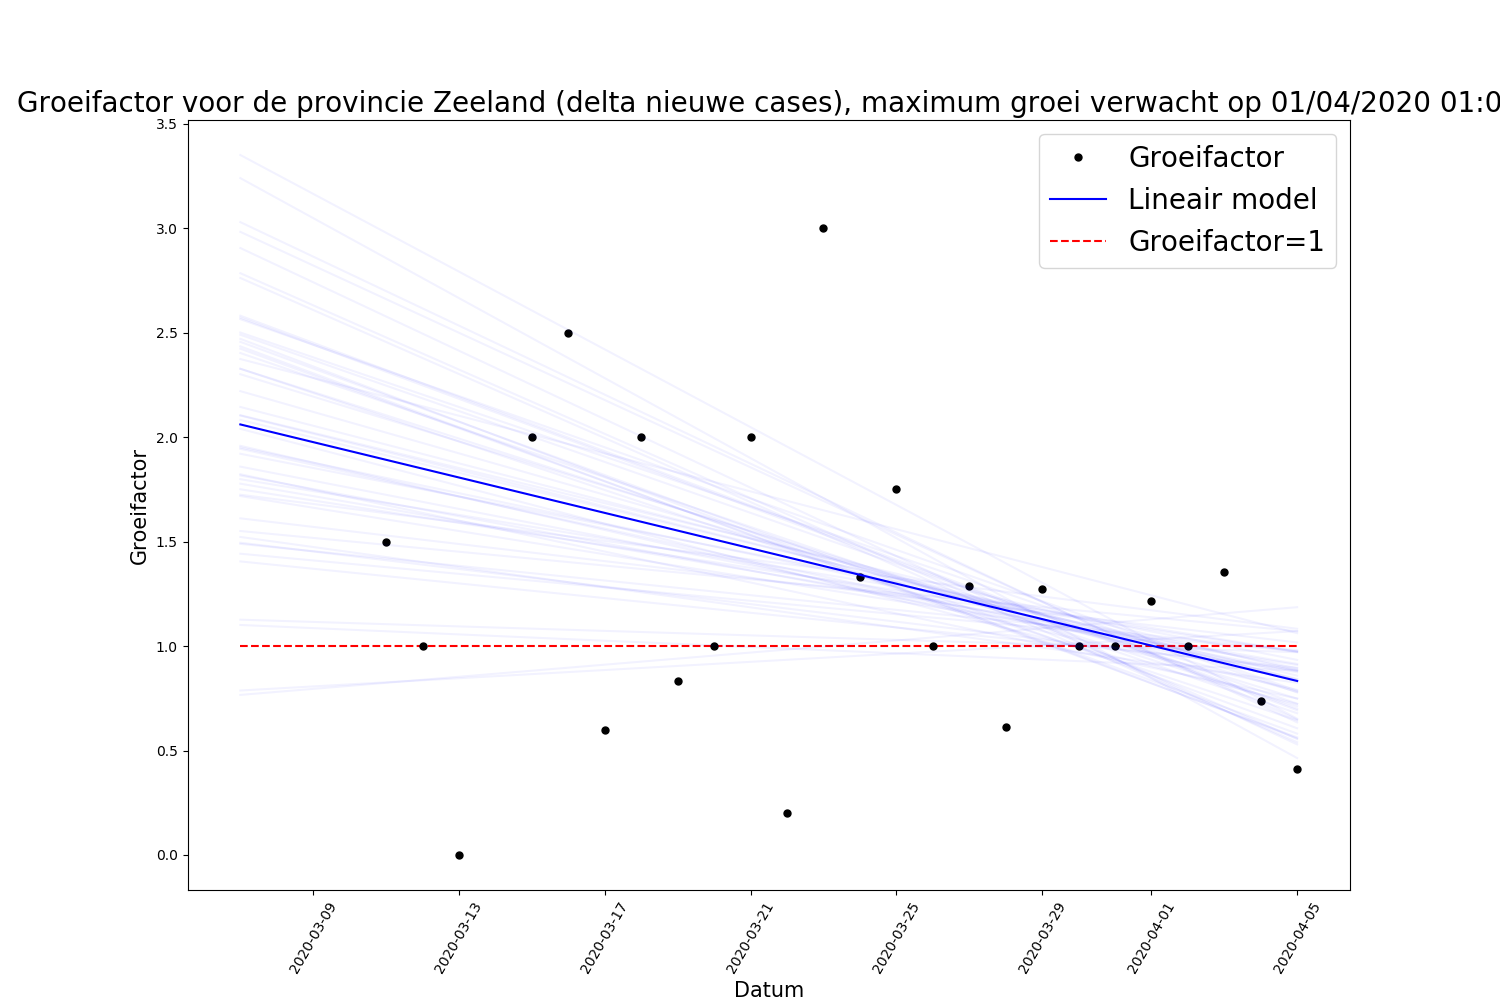 Groeifactor voor de provincie Zeeland (delta nieuwe cases), maximum groei verwacht op 01/04/2020 01:0
3.5
3.0
2.5
2.0
1.5
1.0
0.5
0.0
Groeifactor
Groeifactor
Lineair model
Groeifactor=1
2020-03-09
2020-03-13
2020-03-17
2020-03-21
2020-03-25
2020-03-29
2020-04-01
2020-04-05
Datum